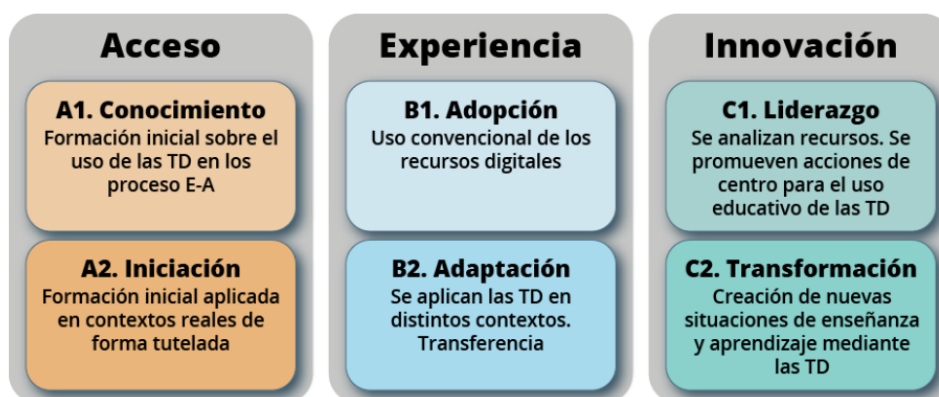 Acceso
A1. Conocimiento
Formación inicial sobre el
uso de las TD en los
proceso E-A
A2. Iniciación
Formación inicial aplicada
en contextos reales de
forma tutelada
Experiencia
B1. Adopción
Uso convencional de los
recursos digitales
B2. Adaptación
Se aplican las TD en
distintos contextos.
Transferencia
Innovación
C1. Liderazgo
Se analizan recursos. Se
promueven acciones de
centro para el uso
educativo de las TD
C2. Transformación
Creación de nuevas
situaciones de enseñanza
y aprendizaje mediante
las TD